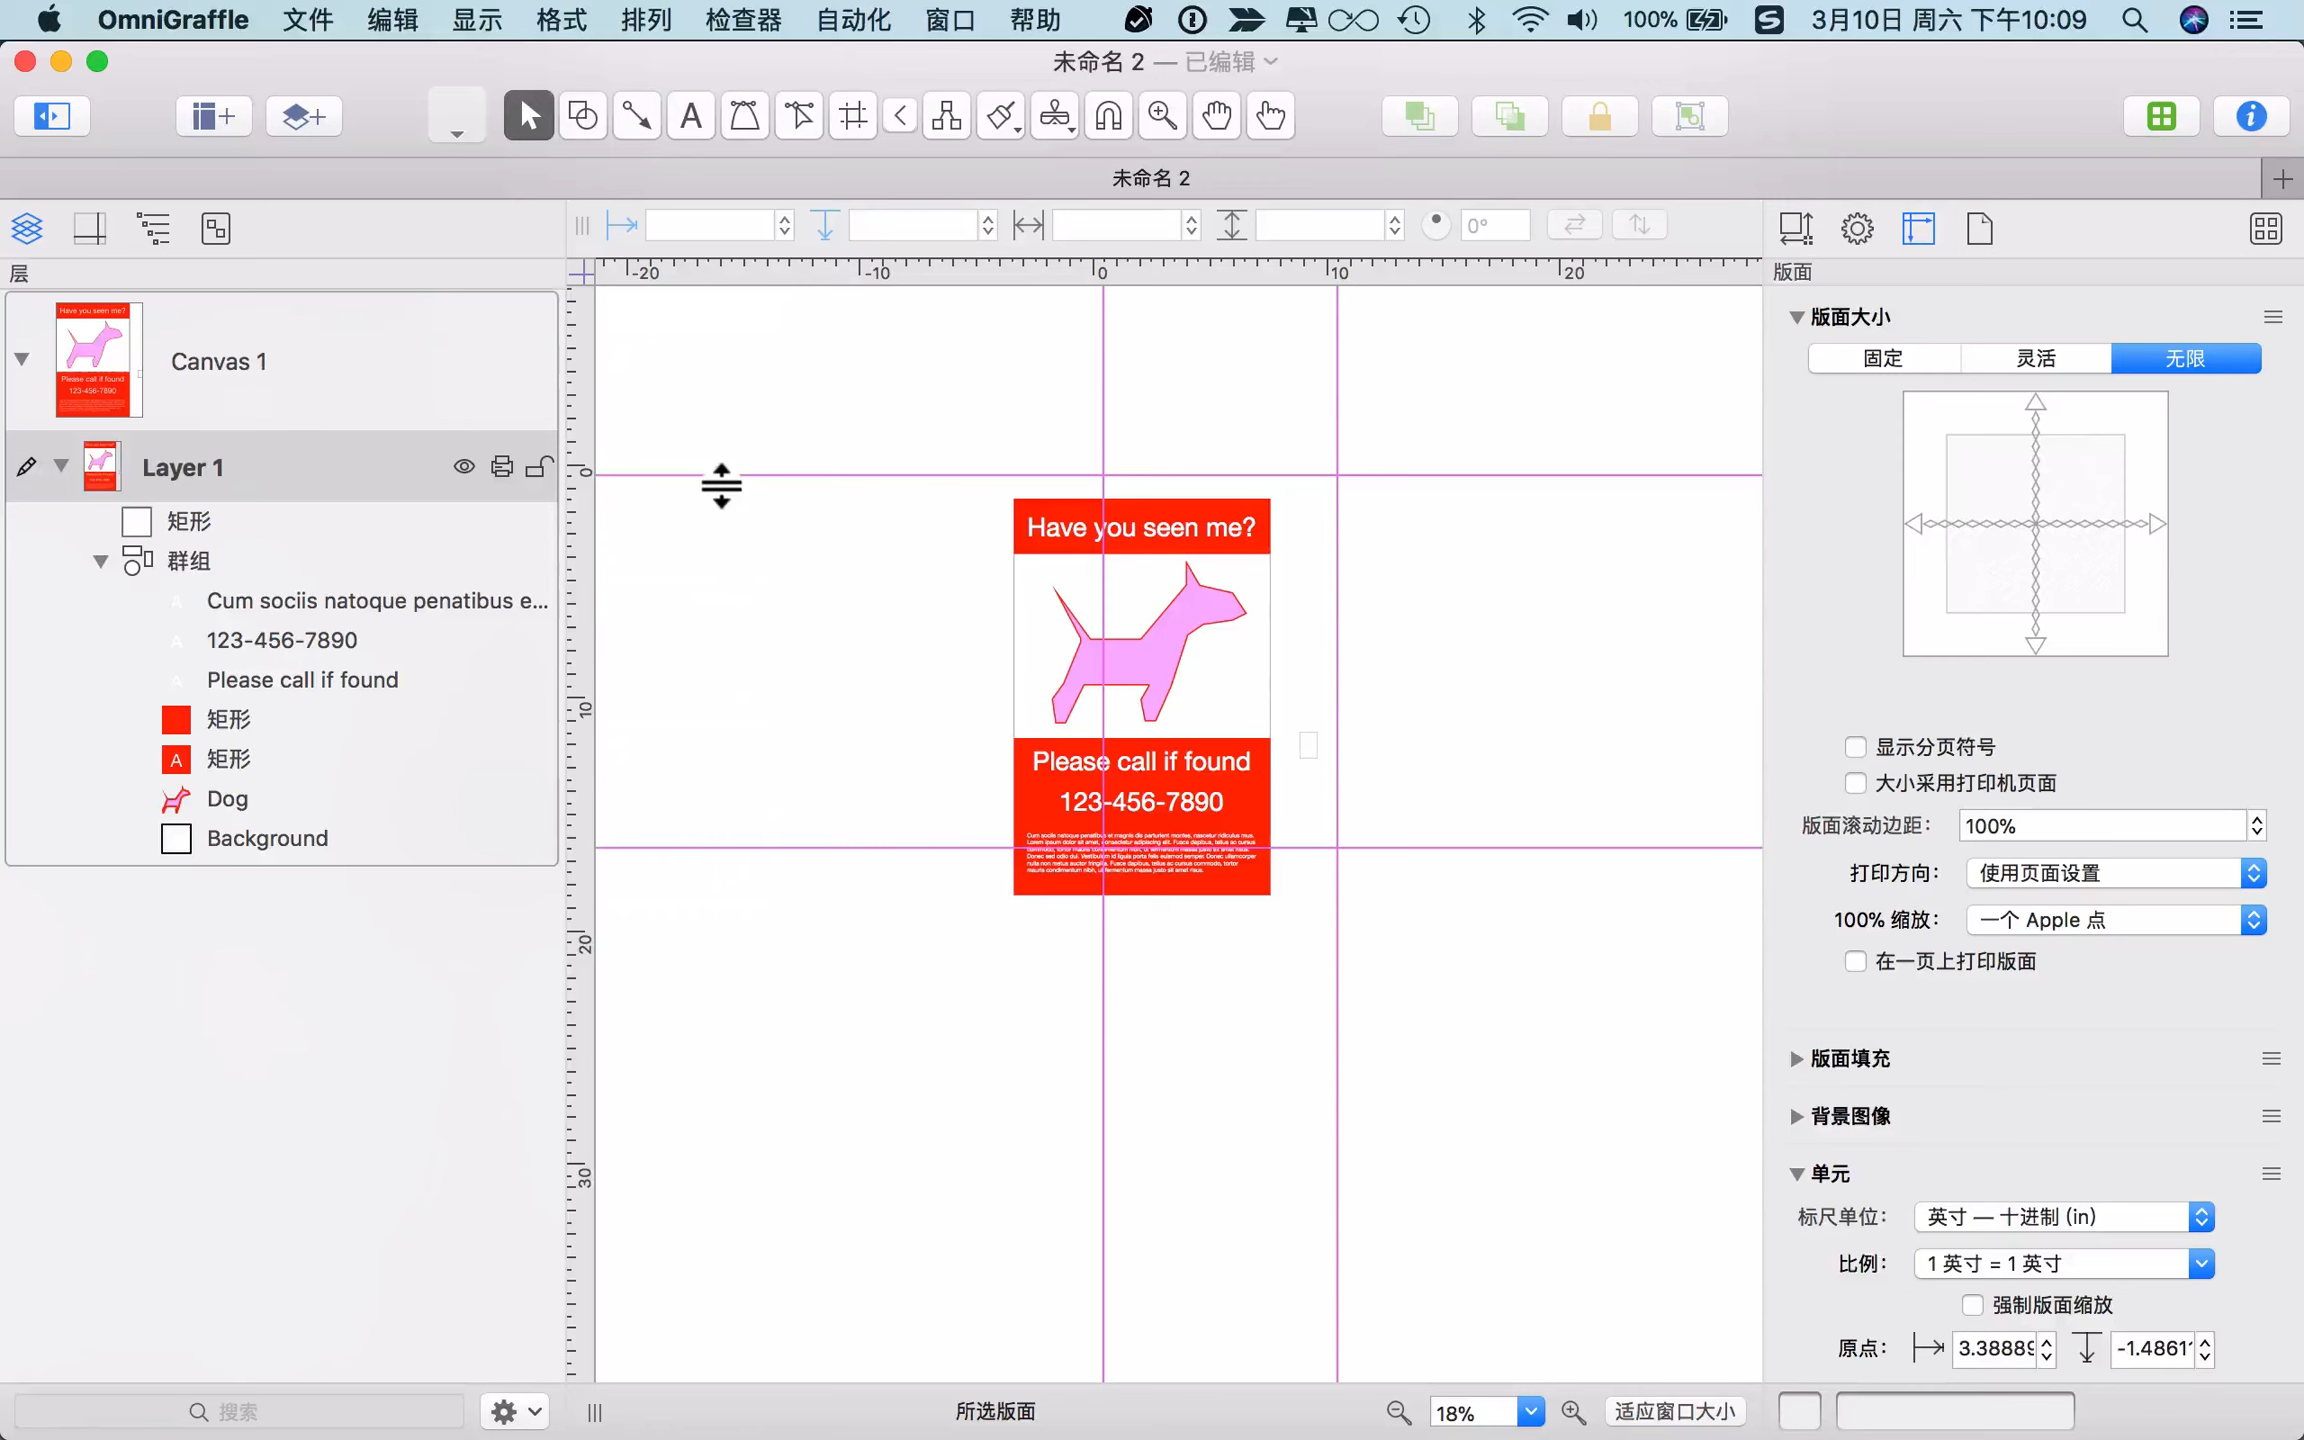 OmniGraffle 文件 编辑 显示 格式 排列 检查器 自动化 窗口 帮助 100% 3月10日 周六 下午10:09
未命名 2 — 已编辑
未命名 2
0°
层
-20 -10 0 10 20
版面
Canvas 1
Layer 1
矩形
群组
Cum sociis natoque penatibus e...
123-456-7890
Please call if found
矩形
矩形
Dog
Background
0
10
20
30
Have you seen me?
Please call if found
123-456-7890
版面大小
固定 灵活 无限
显示分页符号
大小采用打印机页面
版面滚动边距: 100%
打印方向: 使用页面设置
100% 缩放: 一个 Apple 点
在一页上打印版面
版面填充
背景图像
单元
标尺单位: 英寸 — 十进制 (in)
比例: 1 英寸 = 1 英寸
强制版面缩放
原点: 3.38889 -1.4861
搜索
所选版面
18%
适应窗口大小